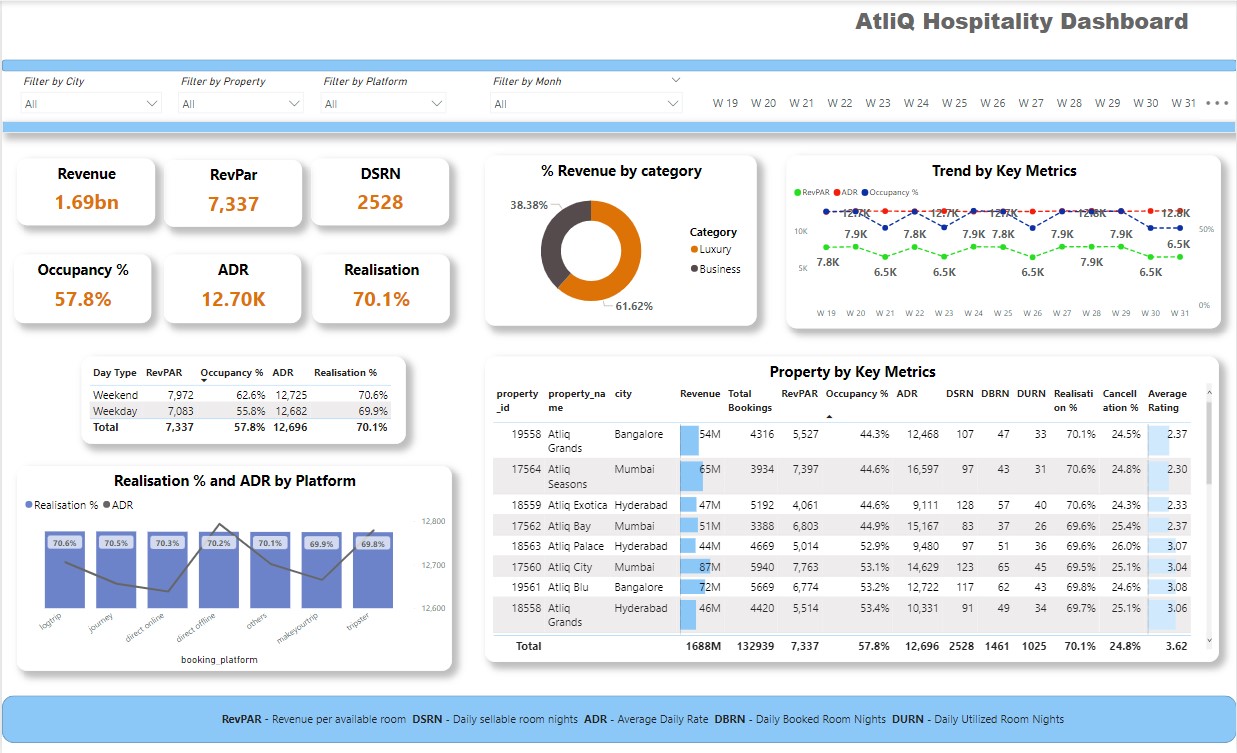 AtliQ Hospitality Dashboard
Filter by City Filter by Property Filter by Platform Filter by Monh
All All All All W 19 W 20 W 21 W 22 W 23 W 24 W 25 W 26 W 27 W 28 W 29 W 30 W 31
Revenue
1.69bn
RevPar
7,337
DSRN
2528
Occupancy %
57.8%
ADR
12.70K
Realisation
70.1%
% Revenue by category
38.38%
61.62%
Category
Luxury
Business
Trend by Key Metrics
RevPAR ADR Occupancy %
12.7K 12.7K 12.7K 12.8K 12.8K
10K 7.9K 7.8K 7.9K 7.8K 7.9K 7.9K 50%
6.5K
7.8K 7.9K
5K 6.5K 6.5K 6.5K 6.5K
0%
W 19 W 20 W 21 W 22 W 23 W 24 W 25 W 26 W 27 W 28 W 29 W 30 W 31
Day Type RevPAR Occupancy % ADR Realisation %
Weekend 7,972 62.6% 12,725 70.6%
Weekday 7,083 55.8% 12,682 69.9%
Total 7,337 57.8% 12,696 70.1%
Realisation % and ADR by Platform
Realisation % ADR
12,800
70.6% 70.5% 70.3% 70.2% 70.1% 69.9% 69.8%
12,700
12,600
logtrip journey direct online direct offline others makeyourtrip tripster
booking_platform
Property by Key Metrics
property property_na city Revenue Total RevPAR Occupancy % ADR DSRN DBRN DURN Realisati Cancell Average
_id me Bookings on % ation % Rating
19558 Atliq Bangalore 54M 4316 5,527 44.3% 12,468 107 47 33 70.1% 24.5% 2.37
Grands
17564 Atliq Mumbai 65M 3934 7,397 44.6% 16,597 97 43 31 70.6% 24.8% 2.30
Seasons
18559 Atliq Exotica Hyderabad 47M 5192 4,061 44.6% 9,111 128 57 40 70.6% 24.3% 2.33
17562 Atliq Bay Mumbai 51M 3388 6,803 44.9% 15,167 83 37 26 69.6% 25.4% 2.37
18563 Atliq Palace Hyderabad 44M 4669 5,014 52.9% 9,480 97 51 36 69.6% 26.0% 3.07
17560 Atliq City Mumbai 87M 5940 7,763 53.1% 14,629 123 65 45 69.5% 25.1% 3.04
19561 Atliq Blu Bangalore 72M 5669 6,774 53.2% 12,722 117 62 43 69.8% 24.6% 3.08
18558 Atliq Hyderabad 46M 4420 5,514 53.4% 10,331 91 49 34 69.7% 25.1% 3.06
Grands
Total 1688M 132939 7,337 57.8% 12,696 2528 1461 1025 70.1% 24.8% 3.62
RevPAR - Revenue per available room DSRN - Daily sellable room nights ADR - Average Daily Rate DBRN - Daily Booked Room Nights DURN - Daily Utilized Room Nights